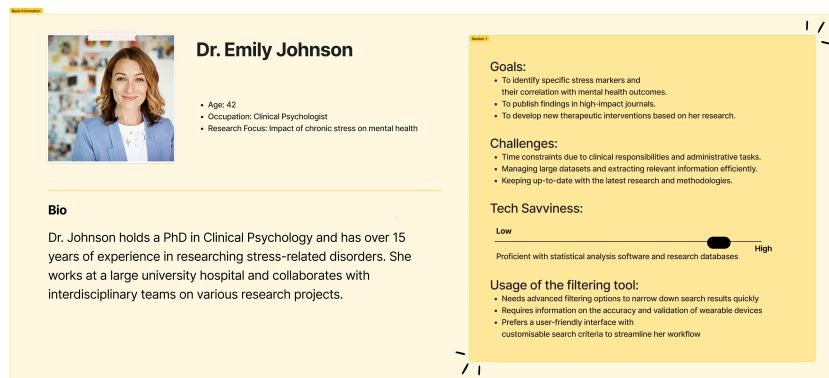 Basic information
Dr. Emily Johnson
• Age: 42
• Occupation: Clinical Psychologist
• Research Focus: Impact of chronic stress on mental health
Bio
Dr. Johnson holds a PhD in Clinical Psychology and has over 15
years of experience in researching stress-related disorders. She
works at a large university hospital and collaborates with
interdisciplinary teams on various research projects.
Section 1
Goals:
• To identify specific stress markers and
their correlation with mental health outcomes.
• To publish findings in high-impact journals.
• To develop new therapeutic interventions based on her research.
Challenges:
• Time constraints due to clinical responsibilities and administrative tasks.
• Managing large datasets and extracting relevant information efficiently.
• Keeping up-to-date with the latest research and methodologies.
Tech Savviness:
Low
High
Proficient with statistical analysis software and research databases
Usage of the filtering tool:
• Needs advanced filtering options to narrow down search results quickly
• Requires information on the accuracy and validation of wearable devices
• Prefers a user-friendly interface with
customisable search criteria to streamline her workflow